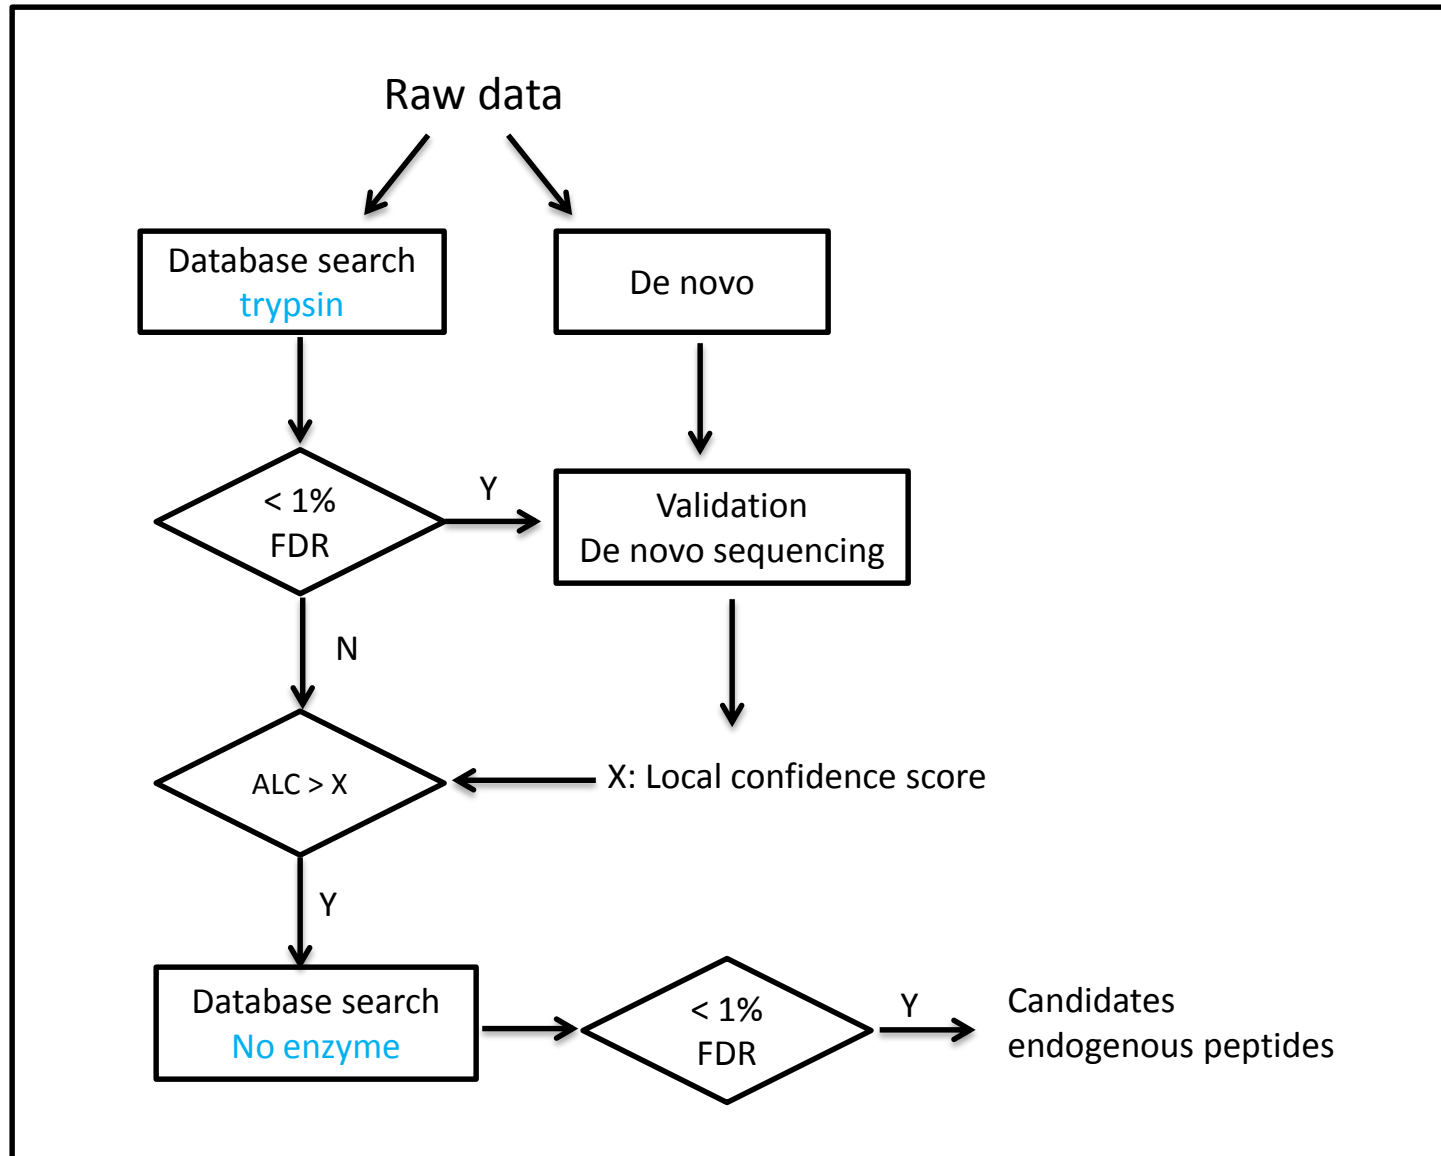 Raw data
Database search
trypsin
De novo
< 1%
FDR
Y
Validation
De novo sequencing
N
ALC > X
X: Local confidence score
Y
Database search
No enzyme
< 1%
FDR
Y
Candidates
endogenous peptides